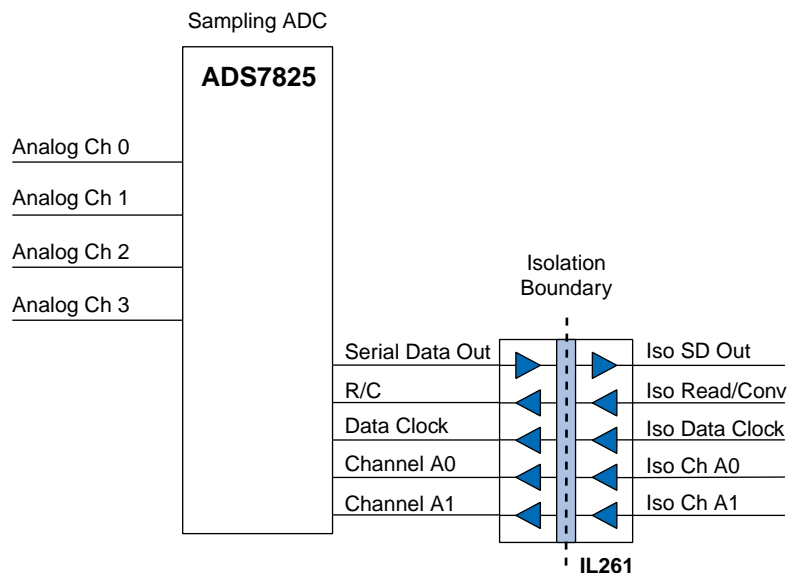 Sampling ADC
ADS7825
Analog Ch 0
Analog Ch 1
Analog Ch 2
Analog Ch 3
Isolation
Boundary
Serial Data Out
Iso SD Out
R/C
Iso Read/Conv
Data Clock
Iso Data Clock
Channel A0
Iso Ch A0
Channel A1
Iso Ch A1
IL261